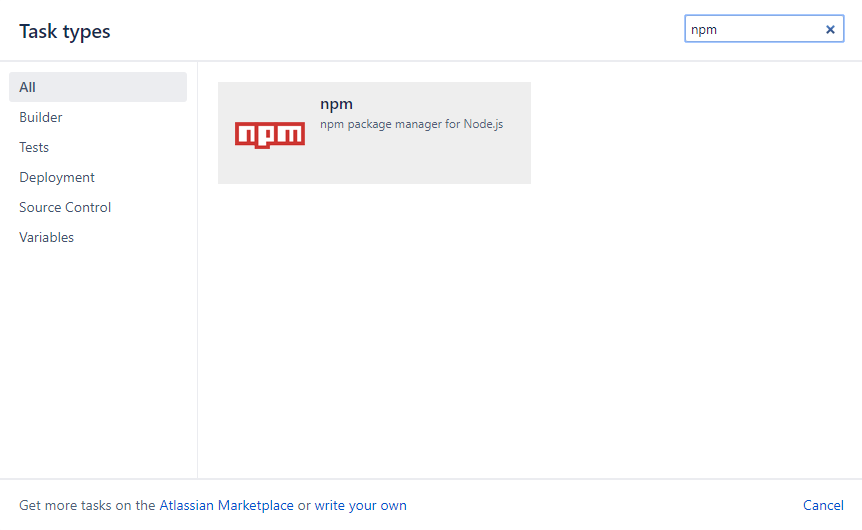 Task types
npm
All
Builder
Tests
Deployment
Source Control
Variables
npm
npm
npm package manager for Node.js
Get more tasks on the Atlassian Marketplace or write your own
Cancel